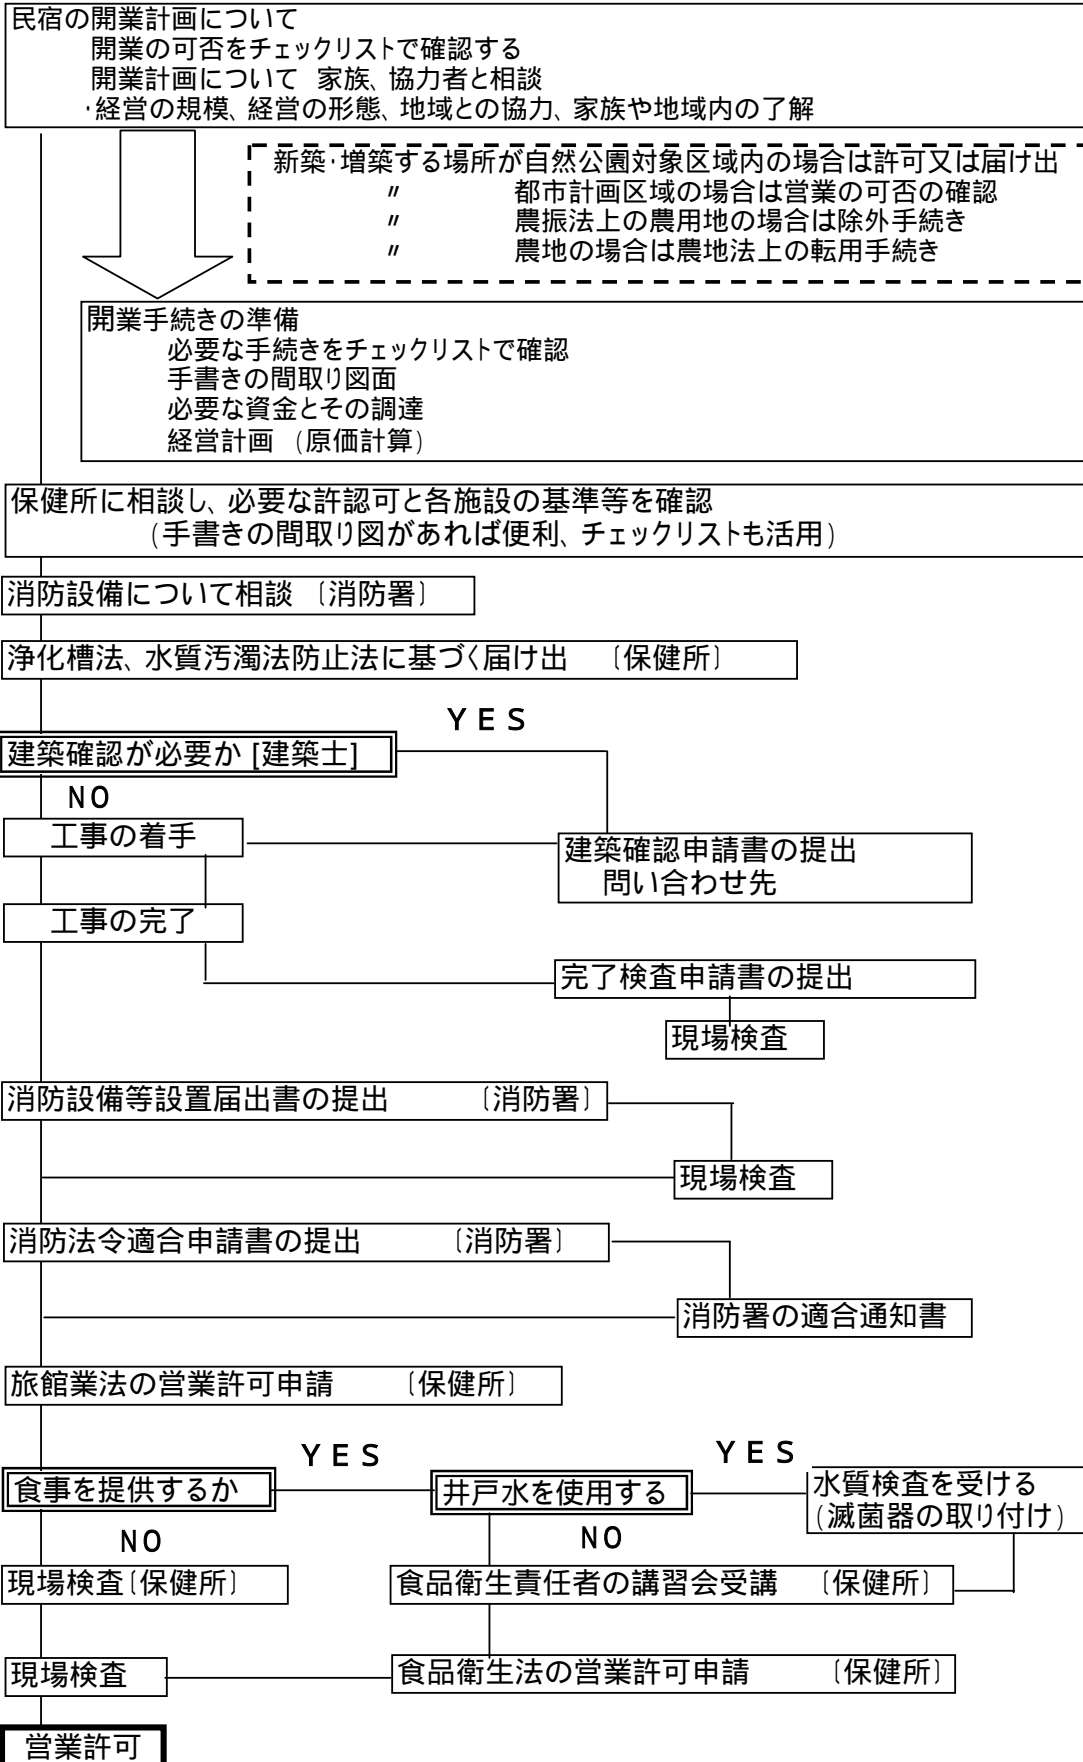 民宿の開業計画について
開業の可否をチェックリストで確認する
開業計画について 家族、協力者と相談
・経営の規模、経営の形態、地域との協力、家族や地域内の了解
新築・増築する場所が自然公園対象区域内の場合は許可又は届け出
〃 都市計画区域の場合は営業の可否の確認
〃 農振法上の農用地の場合は除外手続き
〃 農地の場合は農地法上の転用手続き
開業手続きの準備
必要な手続きをチェックリストで確認
手書きの間取り図面
必要な資金とその調達
経営計画 (原価計算)
保健所に相談し、必要な許認可と各施設の基準等を確認
(手書きの間取り図があれば便利、チェックリストも活用)
消防設備について相談 〔消防署〕
浄化槽法、水質汚濁法防止法に基づく届け出 〔保健所〕
YES
建築確認が必要か [建築士]
NO
工事の着手
建築確認申請書の提出
問い合わせ先
工事の完了
完了検査申請書の提出
現場検査
消防設備等設置届出書の提出 〔消防署〕
現場検査
消防法令適合申請書の提出 〔消防署〕
消防署の適合通知書
旅館業法の営業許可申請 〔保健所〕
YES
YES
食事を提供するか
井戸水を使用する
水質検査を受ける
(滅菌器の取り付け)
NO
NO
現場検査〔保健所〕
食品衛生責任者の講習会受講 〔保健所〕
現場検査
食品衛生法の営業許可申請 〔保健所〕
営業許可